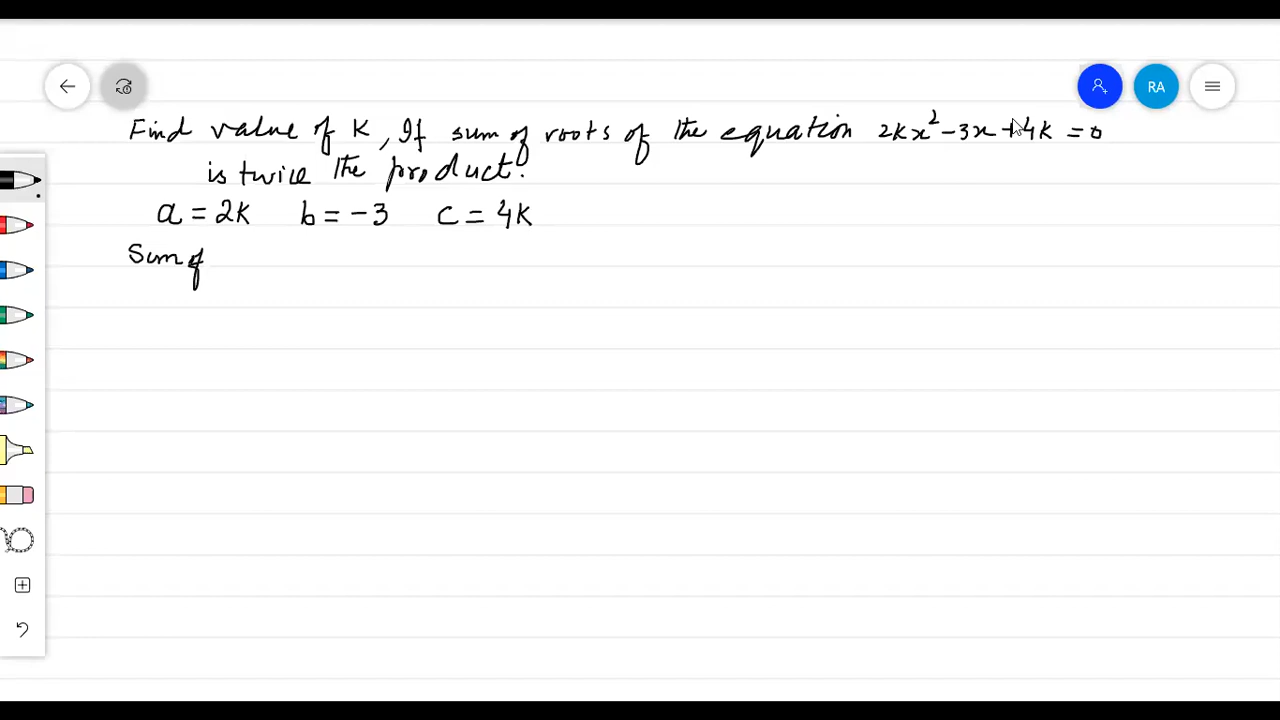 RA
Find value of K, If sum of roots of the equation 2Kx² - 3x + 4K = 0
is twice the product.
a = 2K b = -3 c = 4K
Sum of